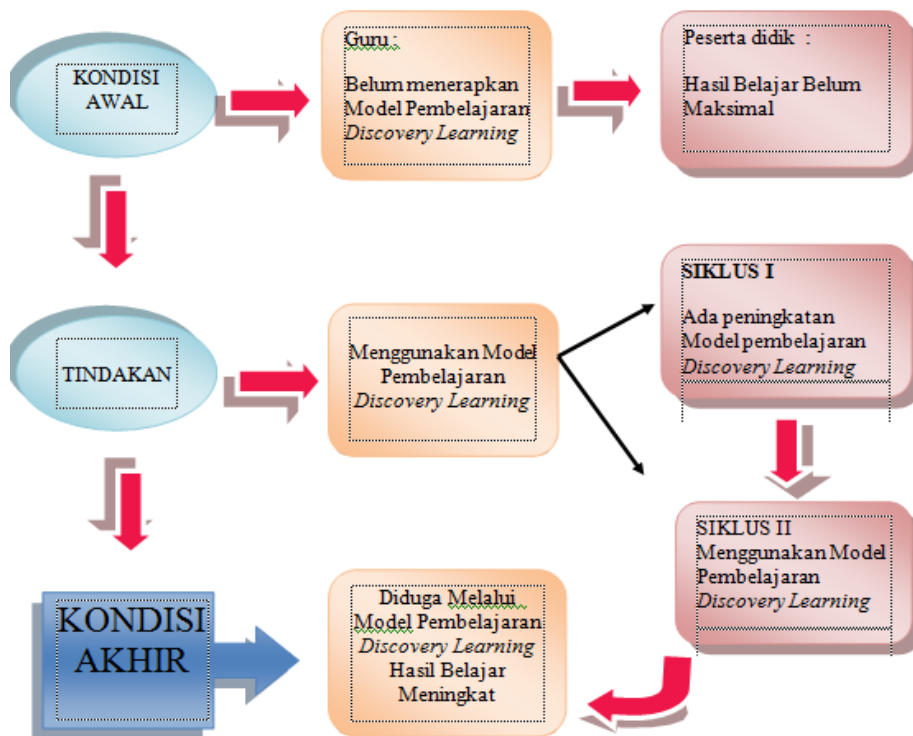 KONDISI
AWAL
Guru :
Belum menerapkan
Model Pembelajaran
Discovery Learning
Peserta didik :
Hasil Belajar Belum
Maksimal
TINDAKAN
Menggunakan Model
Pembelajaran
Discovery Learning
SIKLUS I
Ada peningkatan
Model pembelajaran
Discovery Learning
SIKLUS II
Menggunakan Model
Pembelajaran
Discovery Learning
KONDISI
AKHIR
Diduga Melalui
Model Pembelajaran
Discovery Learning
Hasil Belajar
Meningkat